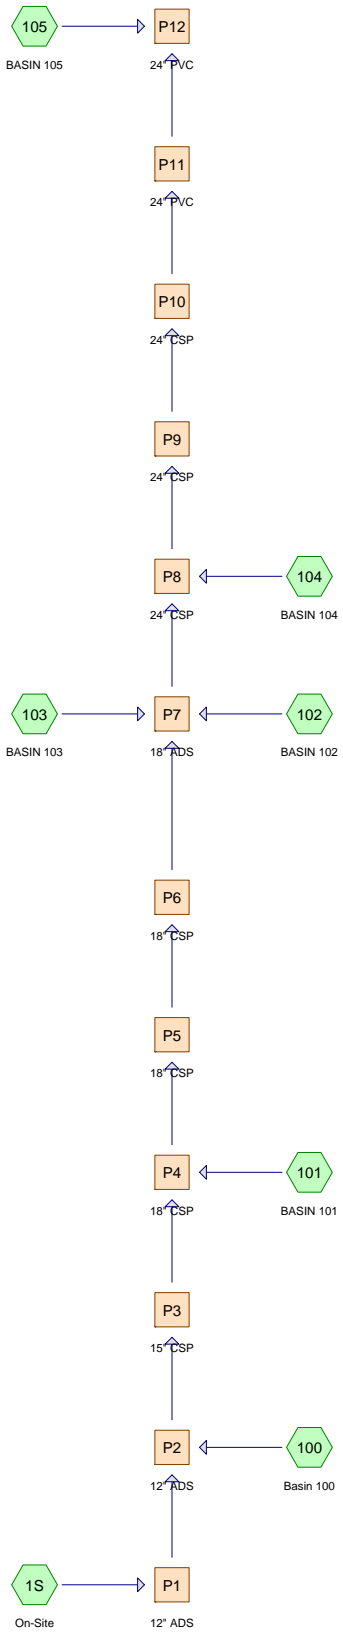 105
P12
BASIN 105
24" PVC
P11
24" PVC
P10
24" CSP
P9
24" CSP
P8
104
24" CSP
BASIN 104
103
P7
102
BASIN 103
18" ADS
BASIN 102
P6
18" CSP
P5
18" CSP
P4
101
18" CSP
BASIN 101
P3
15" CSP
P2
100
12" ADS
Basin 100
1S
P1
On-Site
12" ADS